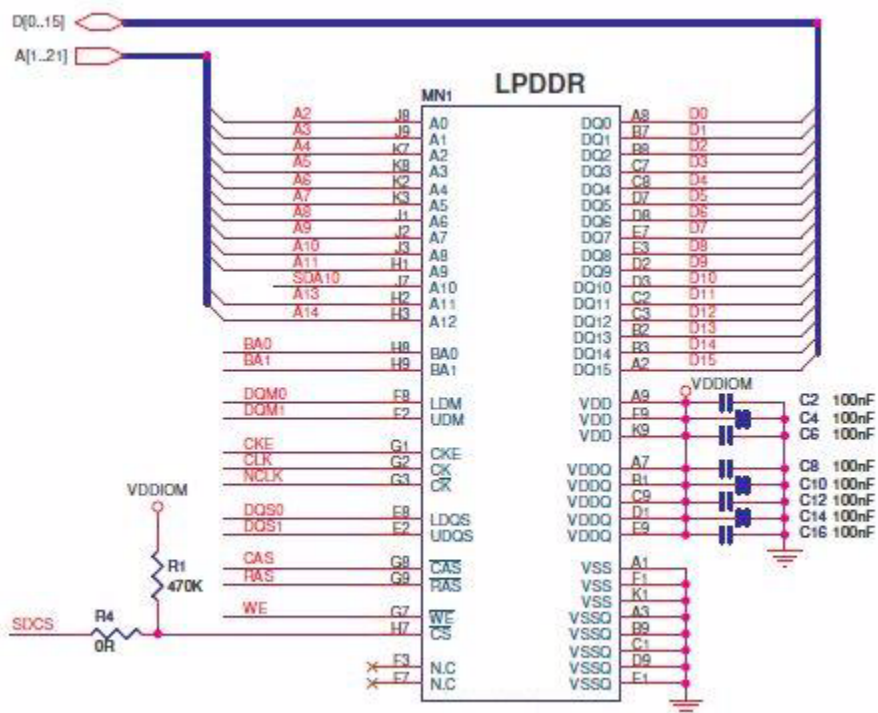 D[0..15]
A[1..21]
LPDDR
MN1
A2 J8 A0 DQ0 A8 D0
A3 J9 A1 DQ1 B7 D1
A4 K7 A2 DQ2 B8 D2
A5 K8 A3 DQ3 C7 D3
A6 K2 A4 DQ4 C8 D4
A7 K3 A5 DQ5 D7 D5
A8 J1 A6 DQ6 D8 D6
A9 J2 A7 DQ7 E7 D7
A10 J3 A8 DQ8 E3 D8
A11 H1 A9 DQ9 D2 D9
SDA10 J7 A10 DQ10 D3 D10
A13 H2 A11 DQ11 C2 D11
A14 H3 A12 DQ12 C3 D12
DQ13 B2 D13
BA0 H8 BA0 DQ14 B3 D14
BA1 H9 BA1 DQ15 A2 D15
VDDIOM
DQM0 F8 LDM VDD A9 C2 100nF
DQM1 F2 UDM VDD F9 C4 100nF
VDD K9 C6 100nF
CKE G1 CKE
CLK G2 CK VDDQ A7 C8 100nF
NCLK G3 CK VDDQ B1 C10 100nF
VDDIOM
VDDQ C9 C12 100nF
DQS0 E8 LDQS VDDQ D1 C14 100nF
DQS1 E2 UDQS VDDQ E9 C16 100nF
CAS G8 CAS VSS A1
R1
RAS G9 RAS VSS F1
470K
VSS K1
WE G7 WE VSSQ A3
R4
SDCS H7 CS VSSQ B9
0R
VSSQ C1
F3 N.C VSSQ D9
F7 N.C VSSQ E1